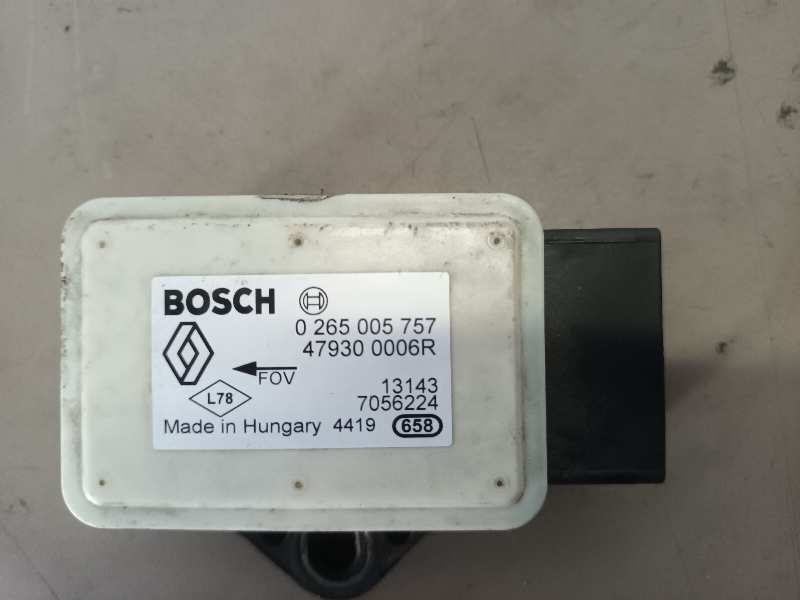 BOSCH
0 265 005 757
47930 0006R
FOV
L78
13143
7056224
Made in Hungary 4419 658